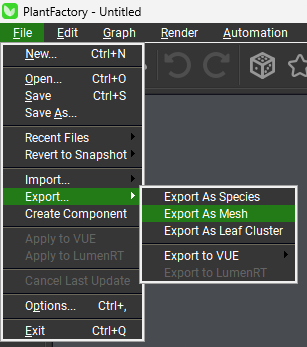 PlantFactory - Untitled
File Edit Graph Render Automation
New... Ctrl+N
Open... Ctrl+O
Save Ctrl+S
Save As...
Recent Files
Revert to Snapshot
Import...
Export...
Create Component
Apply to VUE
Apply to LumenRT
Cancel Last Update
Options... Ctrl+,
Exit Ctrl+Q
Export As Species
Export As Mesh
Export As Leaf Cluster
Export to VUE
Export to LumenRT